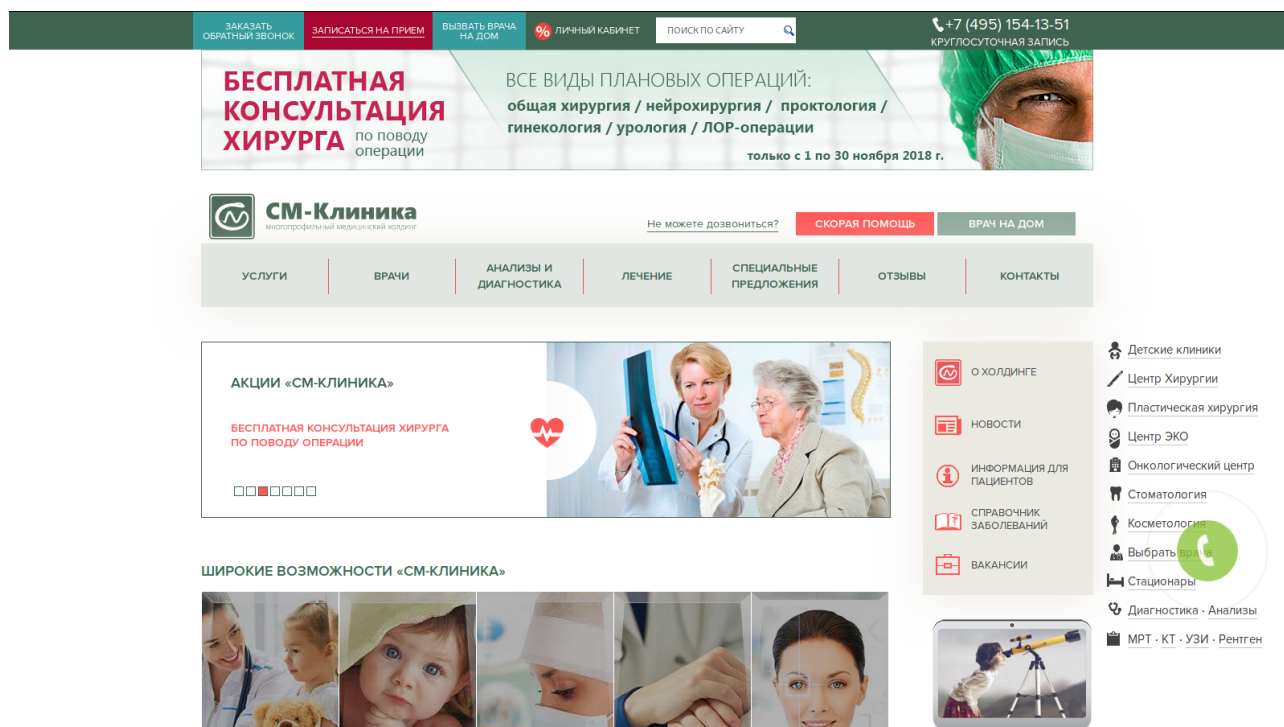 ЗАКАЗАТЬ
ОБРАТНЫЙ ЗВОНОК
ЗАПИСАТЬСЯ НА ПРИЕМ
ВЫЗВАТЬ ВРАЧА
НА ДОМ
% ЛИЧНЫЙ КАБИНЕТ
ПОИСК ПО САЙТУ
+7 (495) 154-13-51
КРУГЛОСУТОЧНАЯ ЗАПИСЬ
БЕСПЛАТНАЯ
КОНСУЛЬТАЦИЯ
ХИРУРГА по поводу
операции
ВСЕ ВИДЫ ПЛАНОВЫХ ОПЕРАЦИЙ:
общая хирургия / нейрохирургия / проктология /
гинекология / урология / ЛОР-операции
только с 1 по 30 ноября 2018 г.
СМ-Клиника
многопрофильный медицинский холдинг
Не можете дозвониться?
СКОРАЯ ПОМОЩЬ
ВРАЧ НА ДОМ
УСЛУГИ
ВРАЧИ
АНАЛИЗЫ И
ДИАГНОСТИКА
ЛЕЧЕНИЕ
СПЕЦИАЛЬНЫЕ
ПРЕДЛОЖЕНИЯ
ОТЗЫВЫ
КОНТАКТЫ
АКЦИИ «СМ-КЛИНИКА»
БЕСПЛАТНАЯ КОНСУЛЬТАЦИЯ ХИРУРГА
ПО ПОВОДУ ОПЕРАЦИИ
О ХОЛДИНГЕ
НОВОСТИ
ИНФОРМАЦИЯ ДЛЯ
ПАЦИЕНТОВ
СПРАВОЧНИК
ЗАБОЛЕВАНИЙ
ВАКАНСИИ
Детские клиники
Центр Хирургии
Пластическая хирургия
Центр ЭКО
Онкологический центр
Стоматология
Косметология
Выбрать врача
Стационары
Диагностика · Анализы
МРТ · КТ · УЗИ · Рентген
ШИРОКИЕ ВОЗМОЖНОСТИ «СМ-КЛИНИКА»